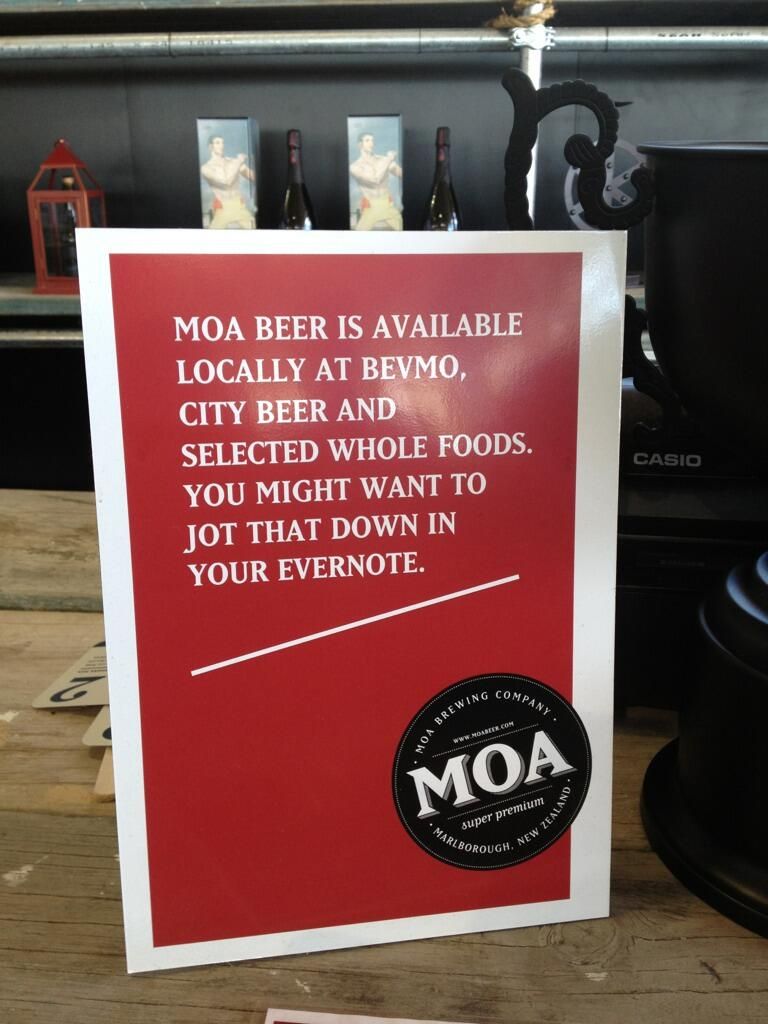 MOA BEER IS AVAILABLE
LOCALLY AT BEVMO,
CITY BEER AND
SELECTED WHOLE FOODS.
YOU MIGHT WANT TO
JOT THAT DOWN IN
YOUR EVERNOTE.
CASIO
MOA BREWING COMPANY
WWW.MOABEER.COM
MOA
super premium
MARLBOROUGH, NEW ZEALAND
2